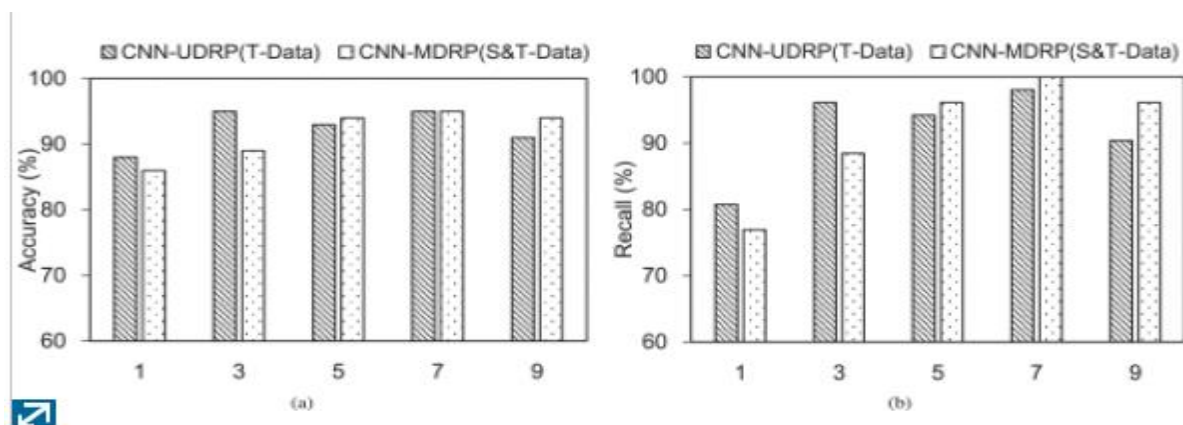 CNN-UDRP(T-Data) CNN-MDRP(S&T-Data)
100
90
80
70
60
Accuracy (%)
1 3 5 7 9
(a)
CNN-UDRP(T-Data) CNN-MDRP(S&T-Data)
100
90
80
70
60
Recall (%)
1 3 5 7 9
(b)